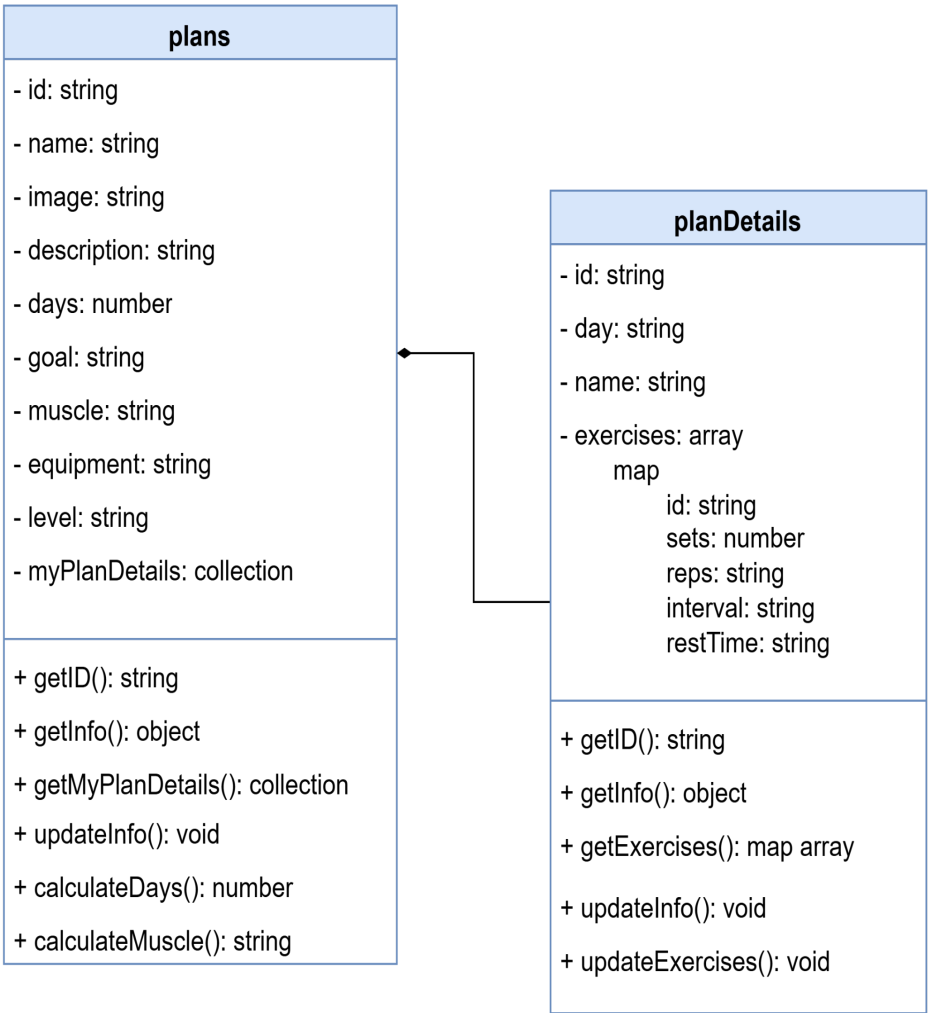 plans
- id: string
- name: string
- image: string
- description: string
- days: number
- goal: string
- muscle: string
- equipment: string
- level: string
- myPlanDetails: collection
+ getID(): string
+ getInfo(): object
+ getMyPlanDetails(): collection
+ updateInfo(): void
+ calculateDays(): number
+ calculateMuscle(): string
planDetails
- id: string
- day: string
- name: string
- exercises: array
map
id: string
sets: number
reps: string
interval: string
restTime: string
+ getID(): string
+ getInfo(): object
+ getExercises(): map array
+ updateInfo(): void
+ updateExercises(): void